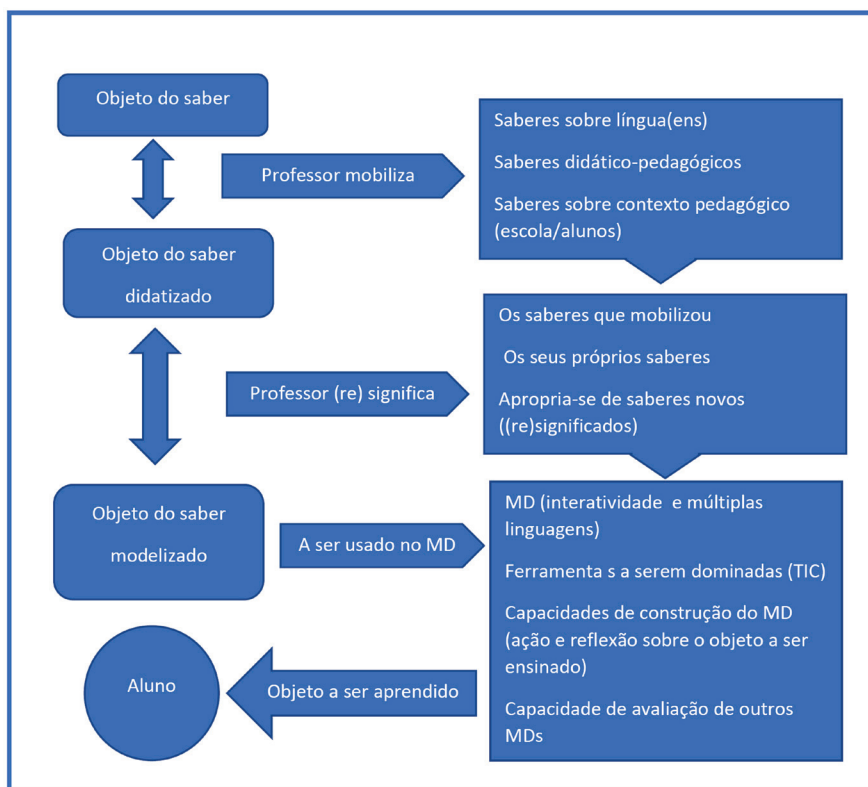 Objeto do saber
Professor mobiliza
Saberes sobre língua(ens)
Saberes didático-pedagógicos
Saberes sobre contexto pedagógico
(escola/alunos)
Objeto do saber
didatizado
Professor (re) significa
Os saberes que mobilizou
Os seus próprios saberes
Apropria-se de saberes novos
((re)significados)
Objeto do saber
modelizado
A ser usado no MD
MD (interatividade e múltiplas
linguagens)
Ferramenta s a serem dominadas (TIC)
Capacidades de construção do MD
(ação e reflexão sobre o objeto a ser
ensinado)
Capacidade de avaliação de outros
MDs
Objeto a ser aprendido
Aluno